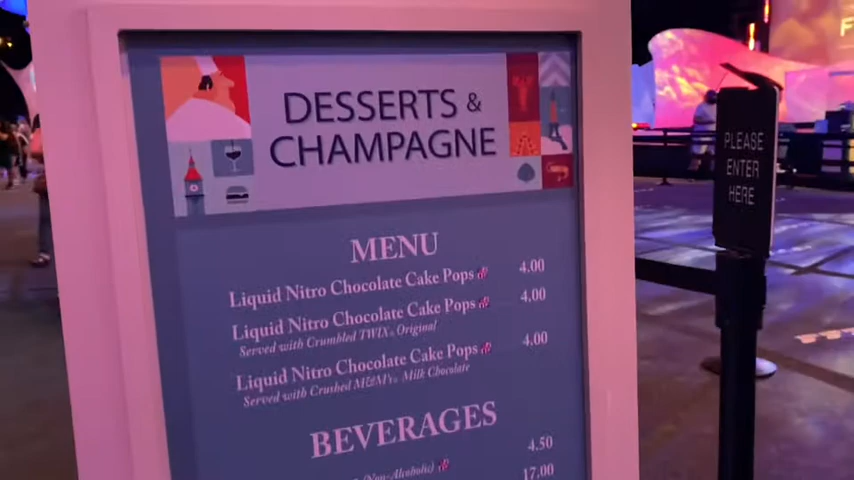 DESSERTS &
CHAMPAGNE
MENU
Liquid Nitro Chocolate Cake Pops 4.00
Liquid Nitro Chocolate Cake Pops 4.00
Served with Crumbled TWIX® Original
Liquid Nitro Chocolate Cake Pops 4.00
Served with Crushed M&M's® Milk Chocolate
BEVERAGES
(Non-Alcoholic) 4.50
17.00
PLEASE
ENTER
HERE